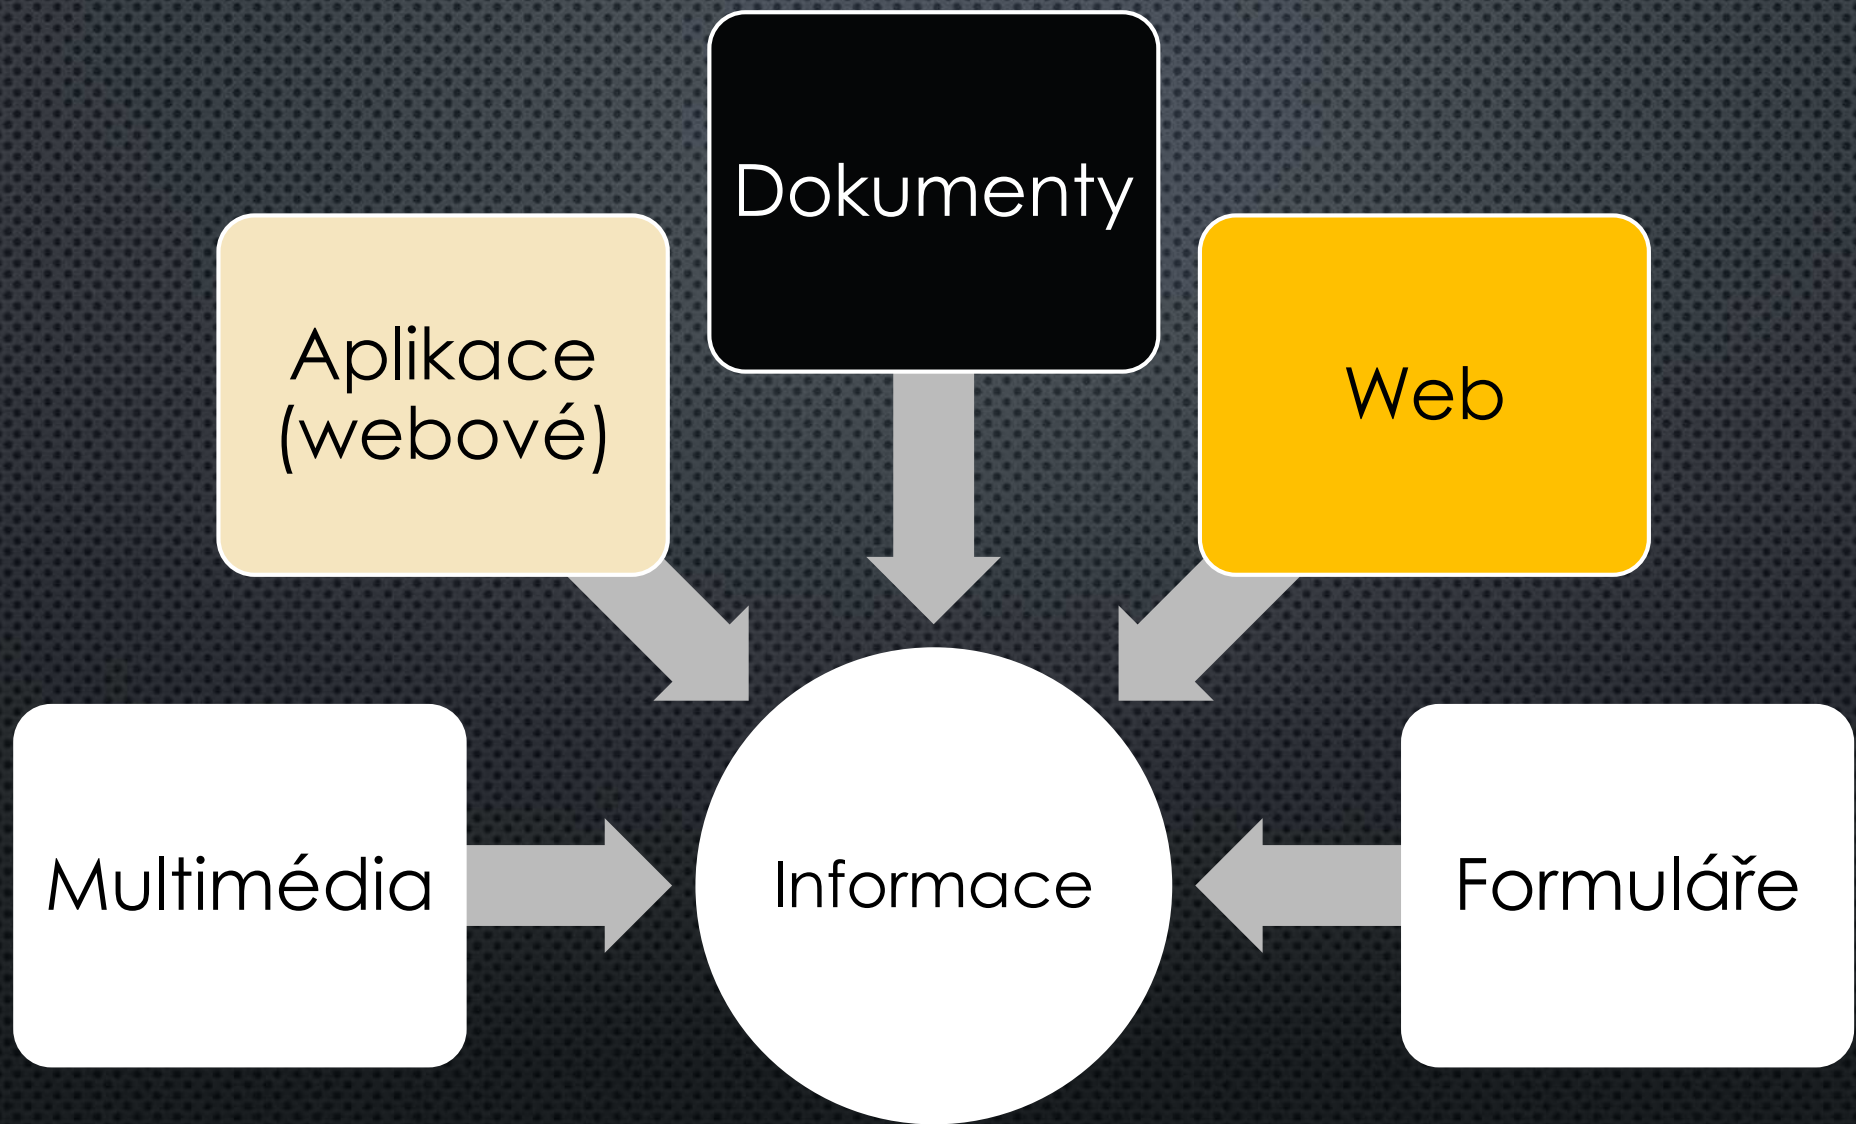 Dokumenty
Aplikace
(webové)
Web
Multimédia
Informace
Formuláře